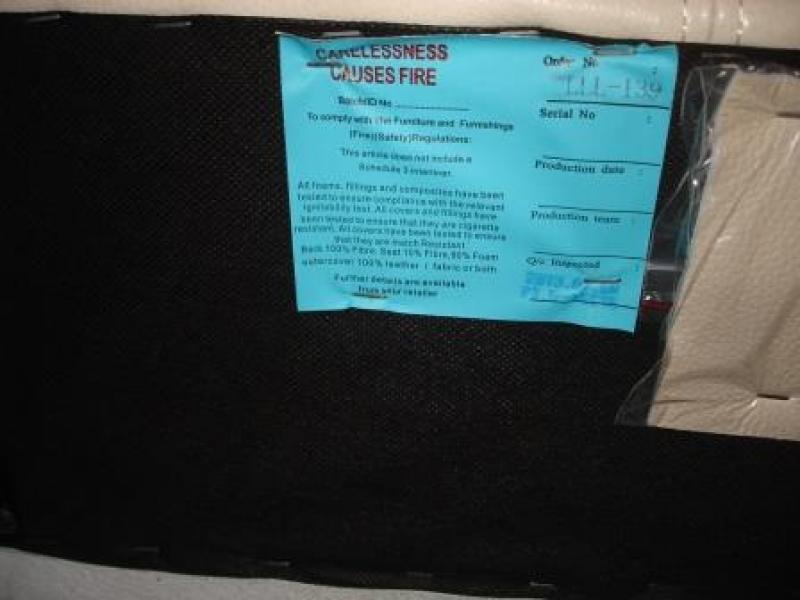 CARELESSNESS
CAUSES FIRE
Batch/ID No
To comply with the Furniture and Furnishings
(Fire)(Safety)Regulations:
This article does not include a
Schedule 3 interliner.
All foams, fillings and composites have been
tested to ensure compliance with the relevant
ignitability test. All covers and fillings have
been tested to ensure that they are cigarette
resistant. All covers have been tested to ensure
that they are match Resistant
Back 100% Fibre, Seat 10% Fibre, 90% Foam
outercover 100% leather / fabric or both
Further details are available
from your retailer
Order No :
111-139
Serial No :
Production date :
Production team :
Q/c Inspected :